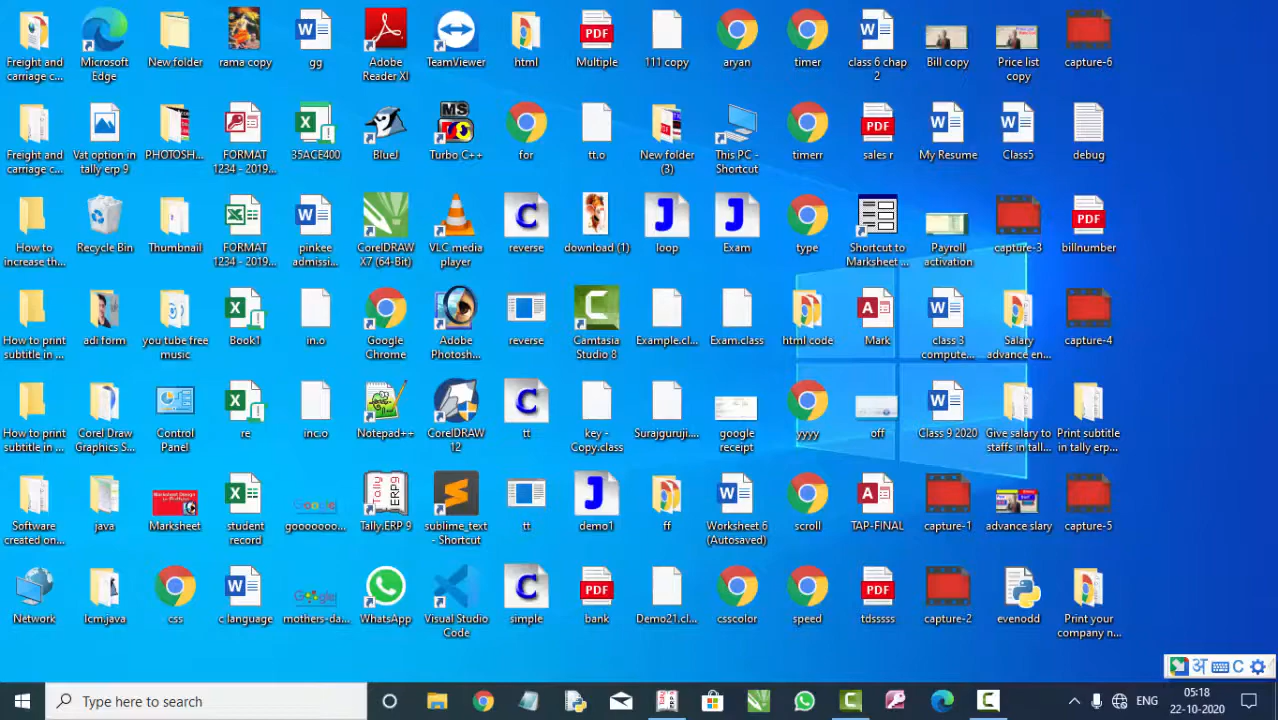 Freight and
carriage c...
Microsoft
Edge
New folder
rama copy
gg
Adobe
Reader XI
TeamViewer
html
Multiple
111 copy
aryan
timer
class 6 chap
2
Bill copy
Price list
copy
capture-6
Freight and
carriage c...
Vat option in
tally erp 9
PHOTOSH...
FORMAT
1234 - 2019...
35ACE400
BlueJ
Turbo C++
for
tt.o
New folder
(3)
This PC -
Shortcut
timerr
sales r
My Resume
Class5
debug
How to
increase th...
Recycle Bin
Thumbnail
FORMAT
1234 - 2019...
pinkee
admissi...
CorelDRAW
X7 (64-Bit)
VLC media
player
reverse
download (1)
loop
Exam
type
Shortcut to
Marksheet ...
Payroll
activation
capture-3
billnumber
How to print
subtitle in ...
adi form
you tube free
music
Book1
in.o
Google
Chrome
Adobe
Photosh...
reverse
Camtasia
Studio 8
Example.cl...
Exam.class
html code
Mark
class 3
compute...
Salary
advance en...
capture-4
How to print
subtitle in ...
Corel Draw
Graphics S...
Control
Panel
re
inc.o
Notepad++
CorelDRAW
12
tt
key -
Copy.class
Surajguruji....
google
receipt
yyyy
off
Class 9 2020
Give salary to
staffs in tall...
Print subtitle
in tally erp...
Software
created on...
java
Marksheet
student
record
gooooooo...
Tally.ERP 9
sublime_text
- Shortcut
tt
demo1
ff
Worksheet 6
(Autosaved)
scroll
TAP-FINAL
capture-1
advance slary
capture-5
Network
lcm.java
css
c language
mothers-da...
WhatsApp
Visual Studio
Code
simple
bank
Demo21.cl...
csscolor
speed
tdsssss
capture-2
evenodd
Print your
company n...
अ
Type here to search
ENG
05:18
22-10-2020